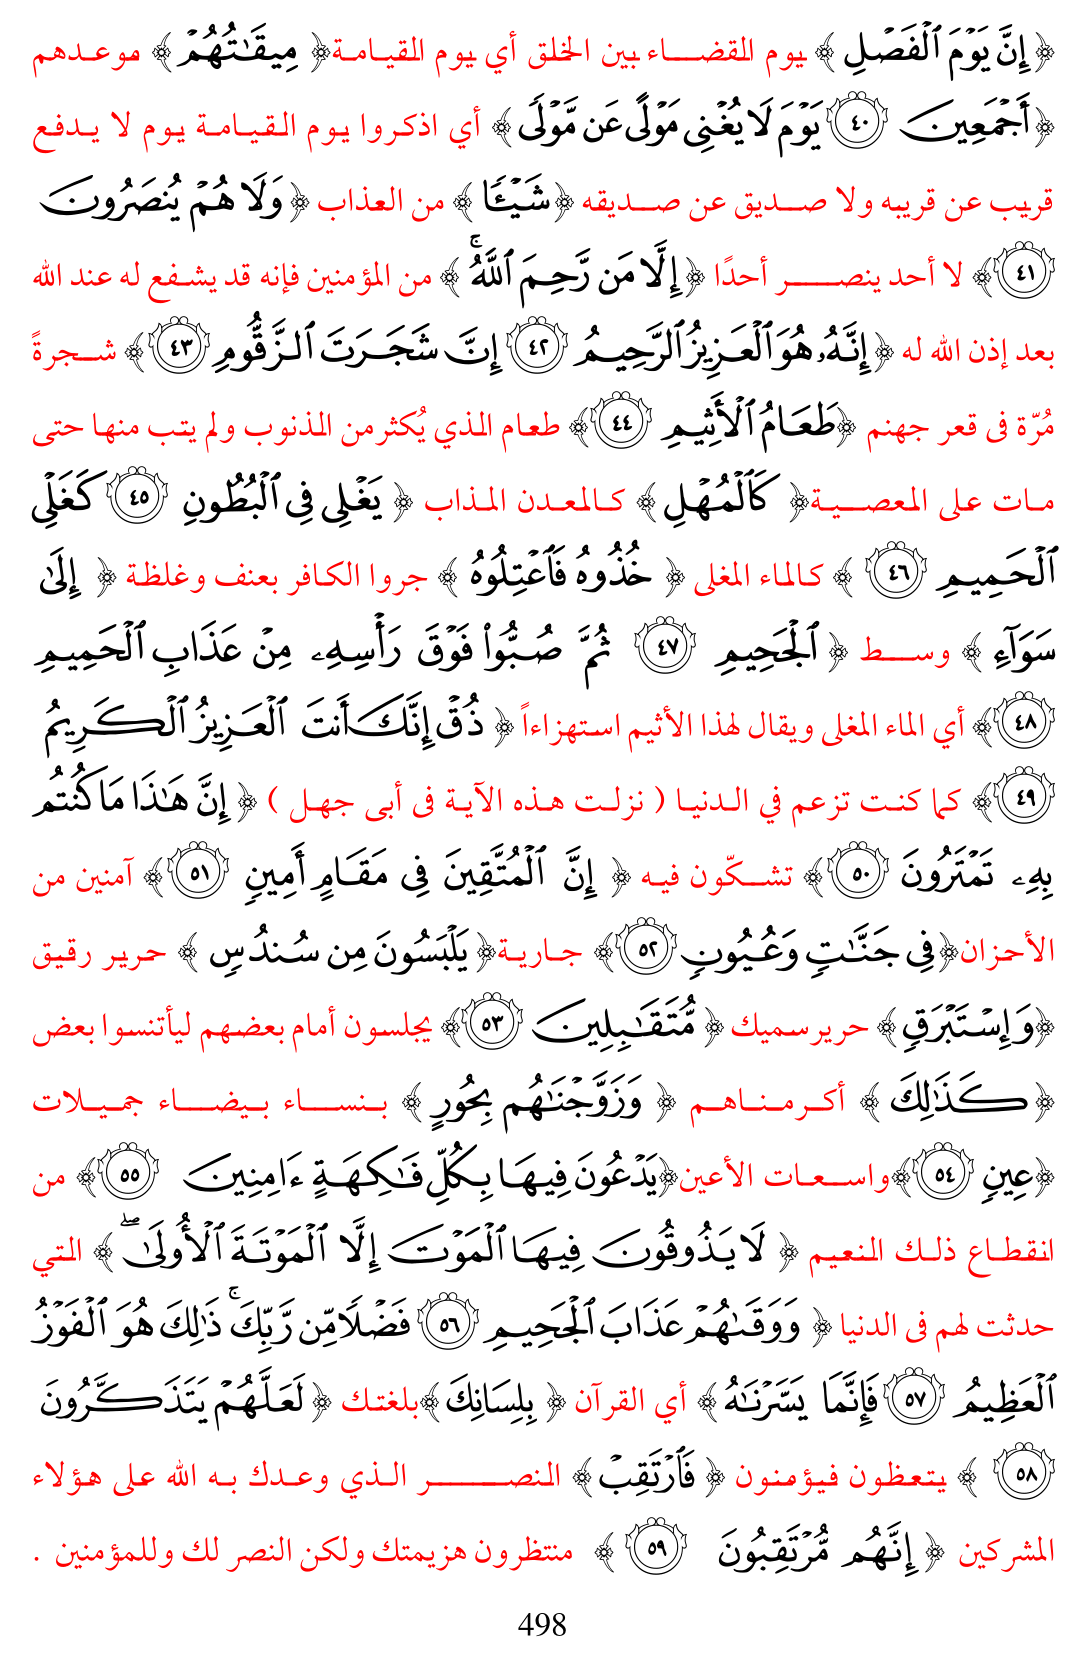 ﴿ إِنَّ يَوْمَ ٱلْفَصْلِ ﴾ يوم القضاء بين الخلق أي يوم القيامة﴿ مِيقَٰتُهُمْ ﴾ موعدهم
﴿أَجْمَعِينَ ٤٠ يَوْمَ لَا يُغْنِى مَوْلًى عَن مَّوْلًى﴾ أي اذكروا يوم القيامة يوم لا يدفع
قريب عن قريبه ولا صديق عن صديقه ﴿شَيْـًٔا ﴾ من العذاب ﴿وَلَا هُمْ يُنصَرُونَ
٤١﴾ لا أحد ينصر أحدًا ﴿إِلَّا مَن رَّحِمَ ٱللَّهُ ۚ ﴾ من المؤمنين فإنه قد يشفع له عند الله
بعد إذن الله له ﴿إِنَّهُۥ هُوَ ٱلْعَزِيزُ ٱلرَّحِيمُ ٤٢ إِنَّ شَجَرَتَ ٱلزَّقُّومِ ٤٣﴾ شجرةً
مُرّة فى قعر جهنم ﴿طَعَامُ ٱلْأَثِيمِ ٤٤﴾ طعام الذي يُكثر من المذنوب ولم يتب منها حتى
مات على المعصية﴿ كَٱلْمُهْلِ ﴾ كالمعدن المذاب ﴿ يَغْلِى فِى ٱلْبُطُونِ ٤٥ كَغَلْىِ
ٱلْحَمِيمِ ٤٦ ﴾ كالماء المغلى ﴿ خُذُوهُ فَٱعْتِلُوهُ ﴾ جروا الكافر بعنف وغلظة ﴿ إِلَىٰ
سَوَآءِ ﴾ وسط ﴿ ٱلْجَحِيمِ ٤٧ ثُمَّ صُبُّوا۟ فَوْقَ رَأْسِهِۦ مِنْ عَذَابِ ٱلْحَمِيمِ
٤٨﴾ أي الماء المغلى ويقال لهذا الأثيم استهزاءاً ﴿ ذُقْ إِنَّكَ أَنتَ ٱلْعَزِيزُ ٱلْكَرِيمُ
٤٩﴾ كما كنت تزعم في الدنيا ( نزلت هذه الآية فى أبى جهل ) ﴿ إِنَّ هَٰذَا مَا كُنتُم
بِهِۦ تَمْتَرُونَ ٥٠﴾ تشكّون فيه ﴿ إِنَّ ٱلْمُتَّقِينَ فِى مَقَامٍ أَمِينٍ ٥١﴾ آمنين من
الأحزان﴿فِى جَنَّٰتٍ وَعُيُونٍ ٥٢﴾ جارية﴿يَلْبَسُونَ مِن سُندُسٍ ﴾ حرير رقيق
﴿وَإِسْتَبْرَقٍ﴾ حرير سميك ﴿ مُّتَقَٰبِلِينَ ٥٣﴾ يجلسون أمام بعضهم ليأتنسوا بعض
﴿ كَذَٰلِكَ ﴾ أكرمناهم ﴿ وَزَوَّجْنَٰهُم بِحُورٍ ﴾ بنساء بيضاء جميلات
﴿عِينٍ ٥٤﴾واسعات الأعين﴿يَدْعُونَ فِيهَا بِكُلِّ فَٰكِهَةٍ ءَامِنِينَ ٥٥﴾ من
انقطاع ذلك النعيم ﴿ لَا يَذُوقُونَ فِيهَا ٱلْمَوْتَ إِلَّا ٱلْمَوْتَةَ ٱلْأُولَىٰ ۖ ﴾ التي
حدثت لهم فى الدنيا ﴿ وَوَقَىٰهُمْ عَذَابَ ٱلْجَحِيمِ ٥٦ فَضْلًا مِّن رَّبِّكَ ۚ ذَٰلِكَ هُوَ ٱلْفَوْزُ
ٱلْعَظِيمُ ٥٧ فَإِنَّمَا يَسَّرْنَٰهُ ﴾ أي القرآن ﴿ بِلِسَانِكَ ﴾بلغتك ﴿ لَعَلَّهُمْ يَتَذَكَّرُونَ
٥٨ ﴾ يتعظون فيؤمنون ﴿ فَٱرْتَقِبْ ﴾ النصر الذي وعدك به الله على هؤلاء
المشركين ﴿ إِنَّهُم مُّرْتَقِبُونَ ٥٩ ﴾ منتظرون هزيمتك ولكن النصر لك وللمؤمنين .
498